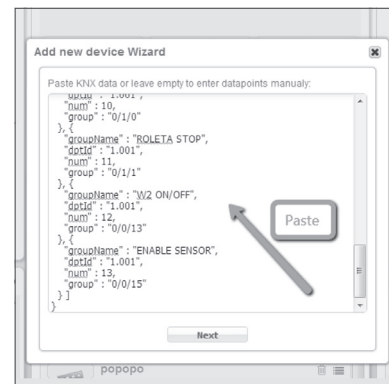 Add new device Wizard
Paste KNX data or leave empty to enter datapoints manualy:
"dptId" : "1.001",
"num" : 10,
"group" : "0/1/0"
}, {
"groupName" : "ROLETA STOP",
"dptId" : "1.001",
"num" : 11,
"group" : "0/1/1"
}, {
"groupName" : "W2 ON/OFF",
"dptId" : "1.001",
"num" : 12,
"group" : "0/0/13"
}, {
"groupName" : "ENABLE SENSOR",
"dptId" : "1.001",
"num" : 13,
"group" : "0/0/15"
} ]
}
Paste
Next
popopo